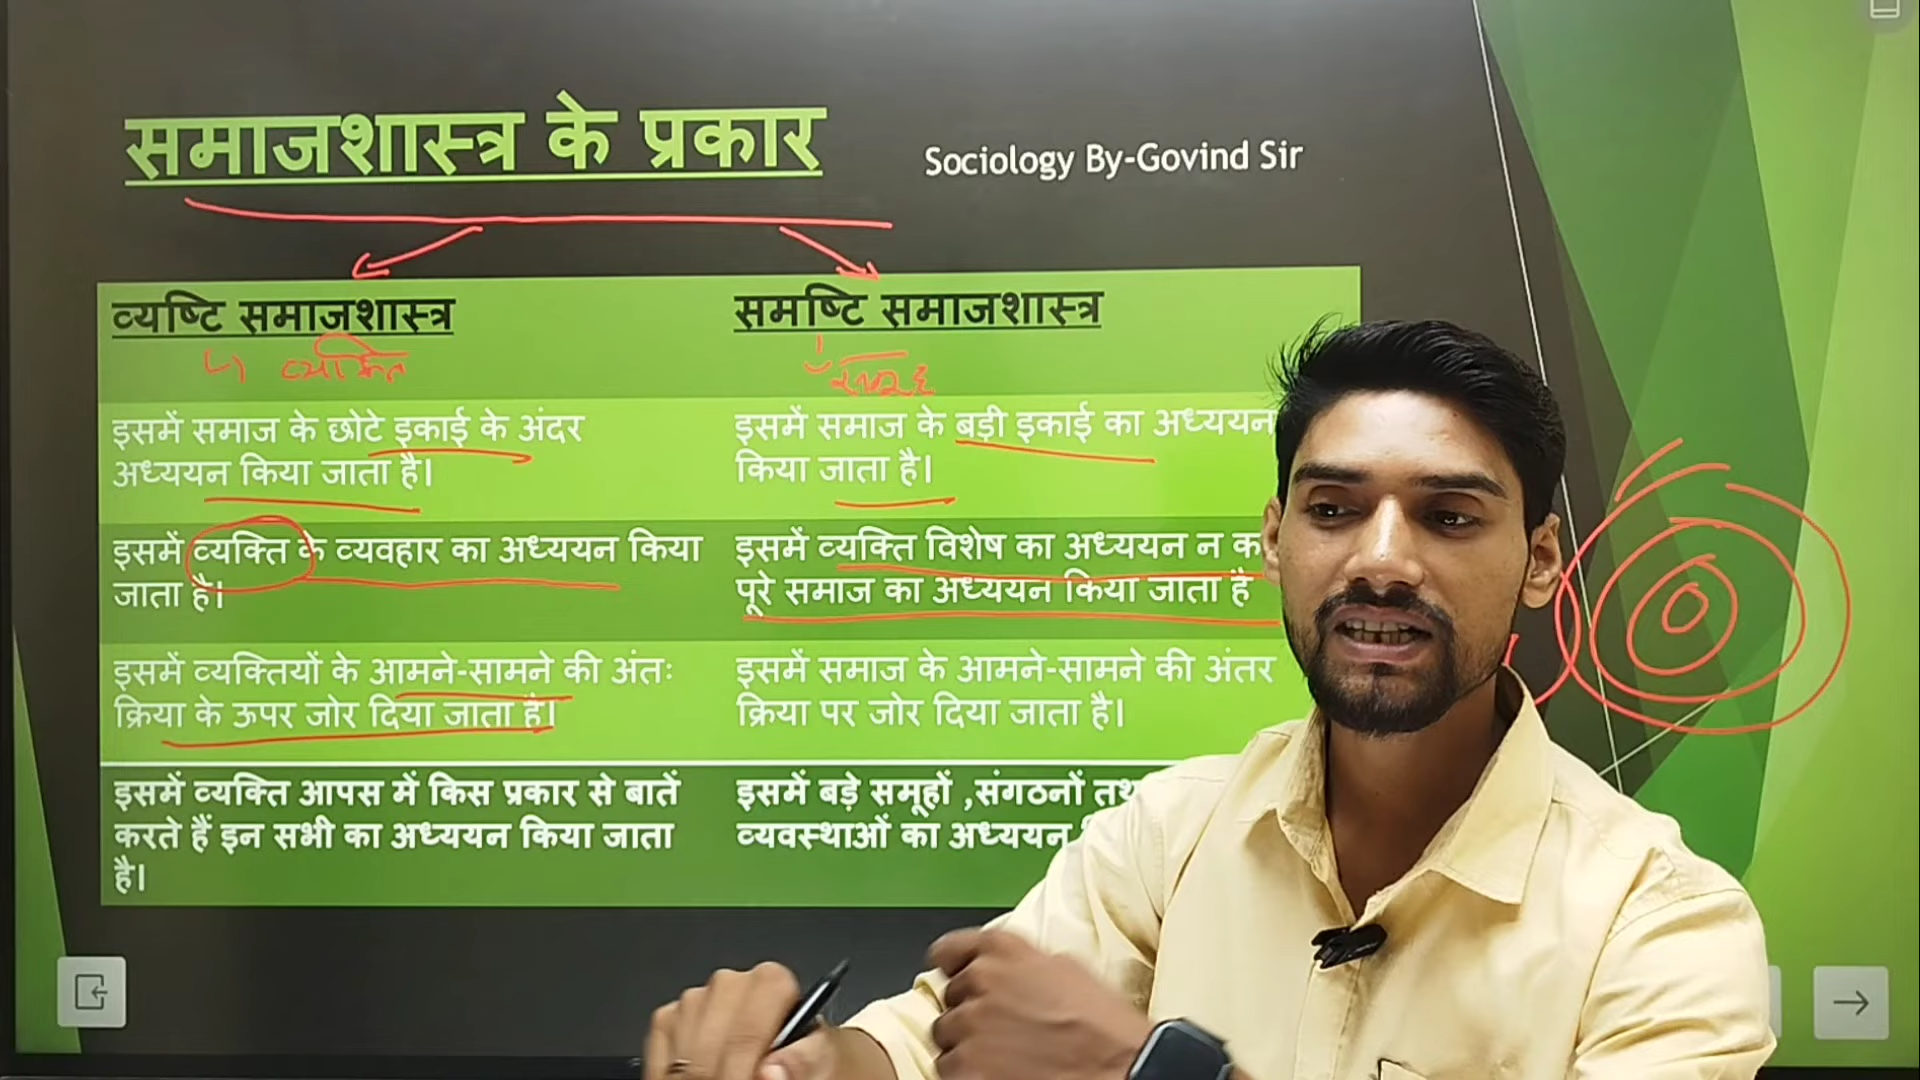 समाजशास्त्र के प्रकार
Sociology By-Govind Sir
व्यष्टि समाजशास्त्र
व्यक्ति
इसमें समाज के छोटे इकाई के अंदर
अध्ययन किया जाता है।
इसमें व्यक्ति के व्यवहार का अध्ययन किया
जाता है।
इसमें व्यक्तियों के आमने-सामने की अंतः
क्रिया के ऊपर जोर दिया जाता है।
इसमें व्यक्ति आपस में किस प्रकार से बातें
करते हैं इन सभी का अध्ययन किया जाता
है।
समष्टि समाजशास्त्र
इसमें समाज के बड़ी इकाई का अध्ययन
किया जाता है।
इसमें व्यक्ति विशेष का अध्ययन न
पूरे समाज का अध्ययन किया जाता है
इसमें समाज के आमने-सामने की अंतर
क्रिया पर जोर दिया जाता है।
इसमें बड़े समूहों ,संगठनों
व्यवस्थाओं का अध्ययन